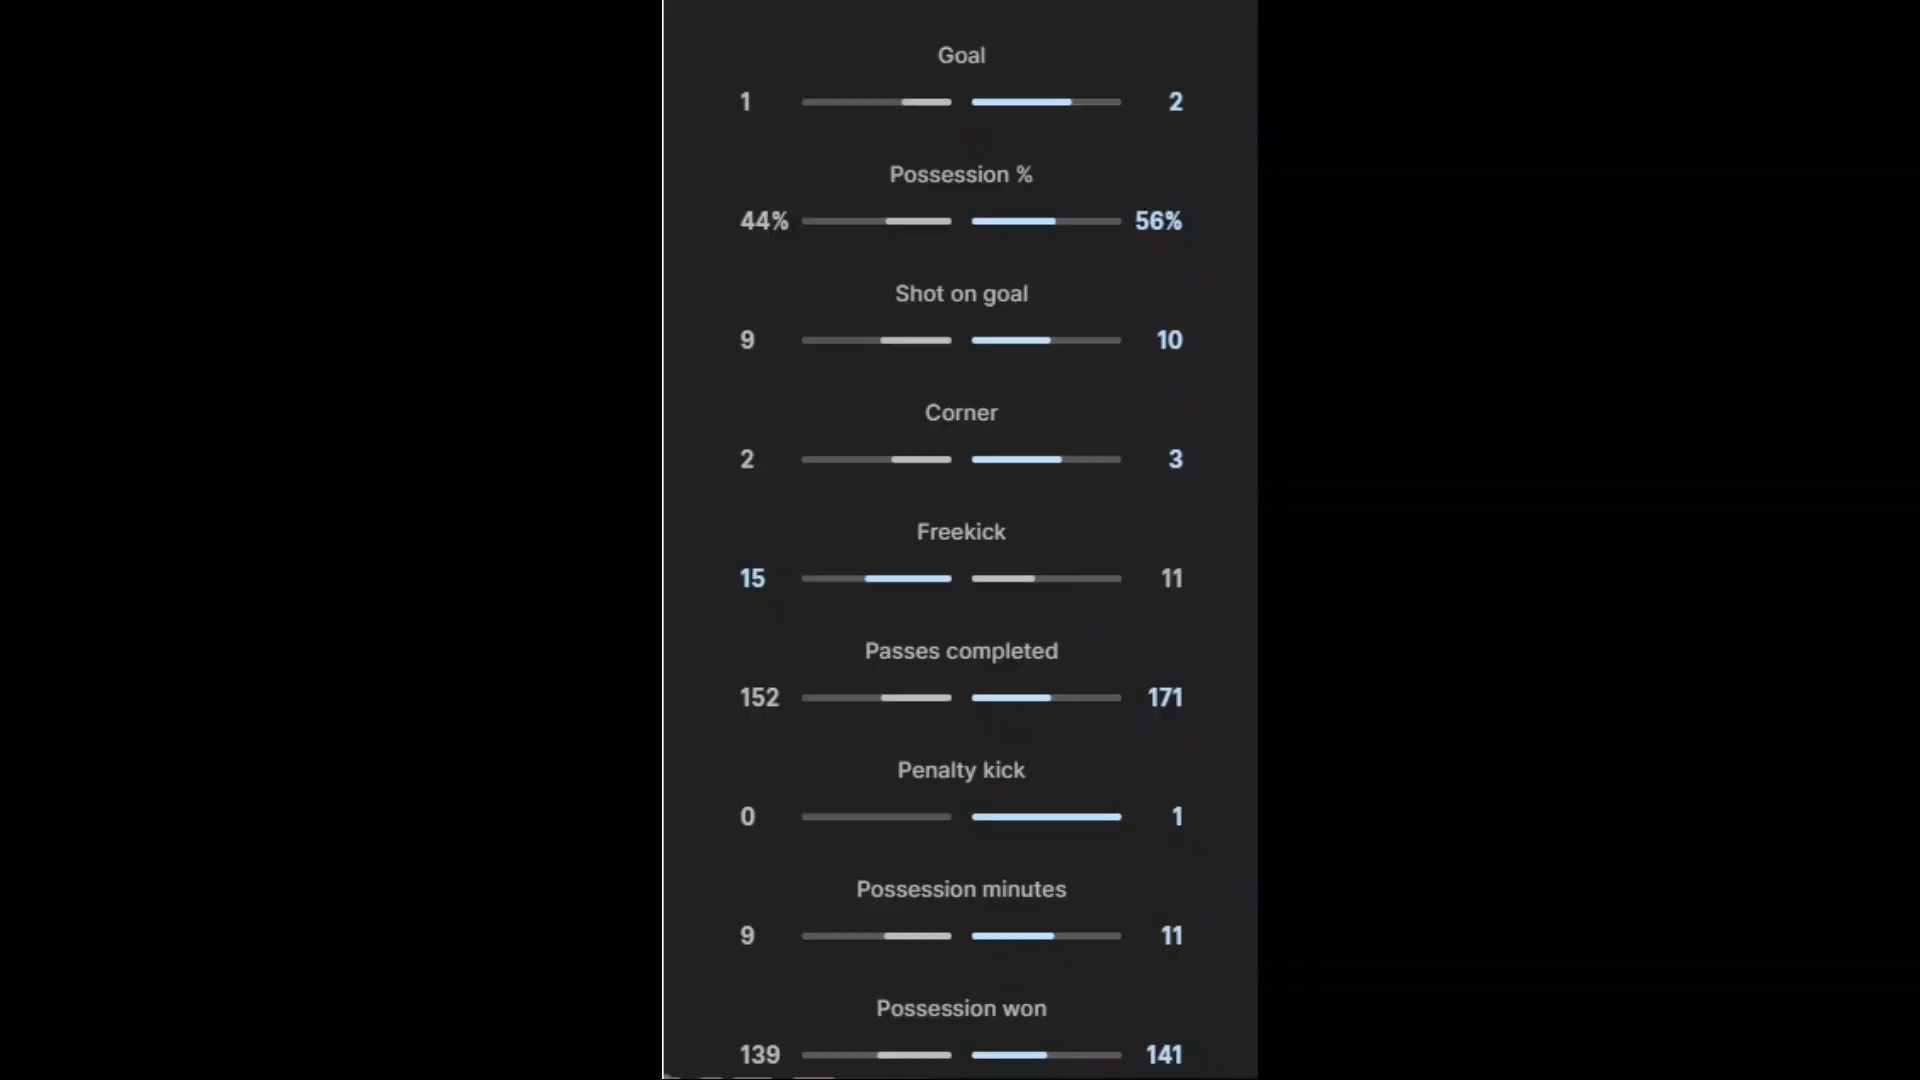 Goal
1 2
Possession %
44% 56%
Shot on goal
9 10
Corner
2 3
Freekick
15 11
Passes completed
152 171
Penalty kick
0 1
Possession minutes
9 11
Possession won
139 141